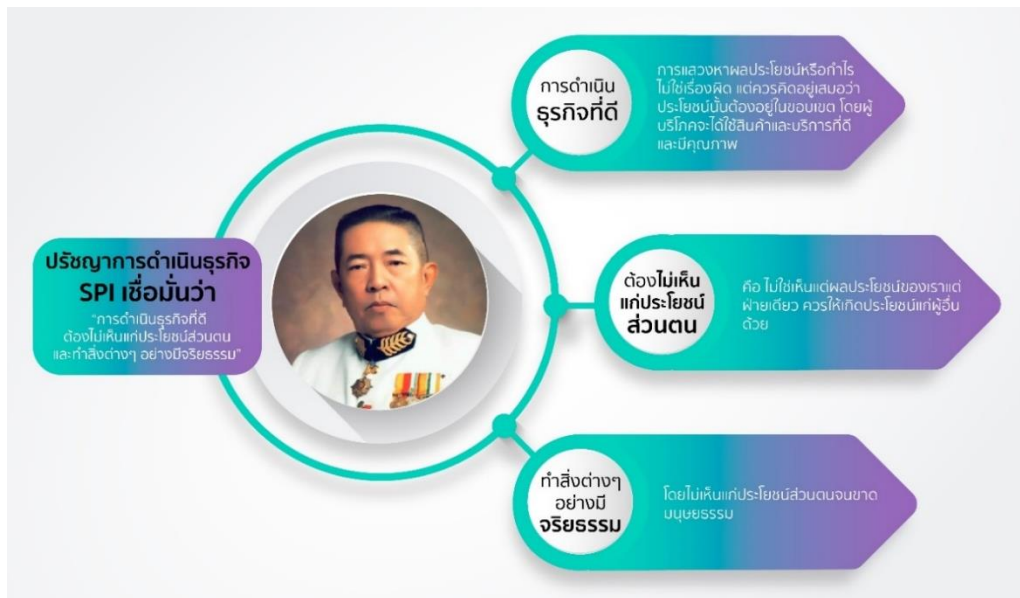 ปรัชญาการดำเนินธุรกิจ
SPI เชื่อมั่นว่า
“การดำเนินธุรกิจที่ดี
ต้องไม่เห็นแก่ประโยชน์ส่วนตน
และทำสิ่งต่างๆ อย่างมีจริยธรรม”
การดำเนิน
ธุรกิจที่ดี
การแสวงหาผลประโยชน์หรือกำไร
ไม่ใช่เรื่องผิด แต่ควรคิดอยู่เสมอว่า
ประโยชน์นั้นต้องอยู่ในขอบเขต โดยผู้
บริโภคจะได้ใช้สินค้าและบริการที่ดี
และมีคุณภาพ
ต้องไม่เห็น
แก่ประโยชน์
ส่วนตน
คือ ไม่ใช่เห็นแต่ผลประโยชน์ของเราแต่
ฝ่ายเดียว ควรให้เกิดประโยชน์แก่ผู้อื่น
ด้วย
ทำสิ่งต่างๆ
อย่างมี
จริยธรรม
โดยไม่เห็นแก่ประโยชน์ส่วนตนจนขาด
มนุษยธรรม